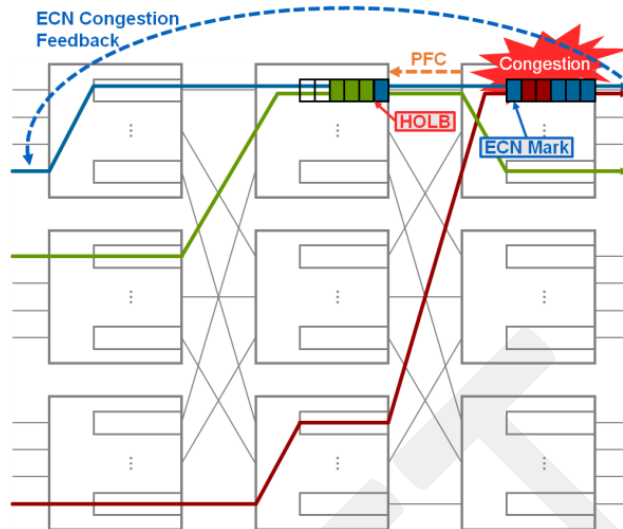 ECN Congestion
Feedback
PFC
Congestion
HOLB
ECN Mark